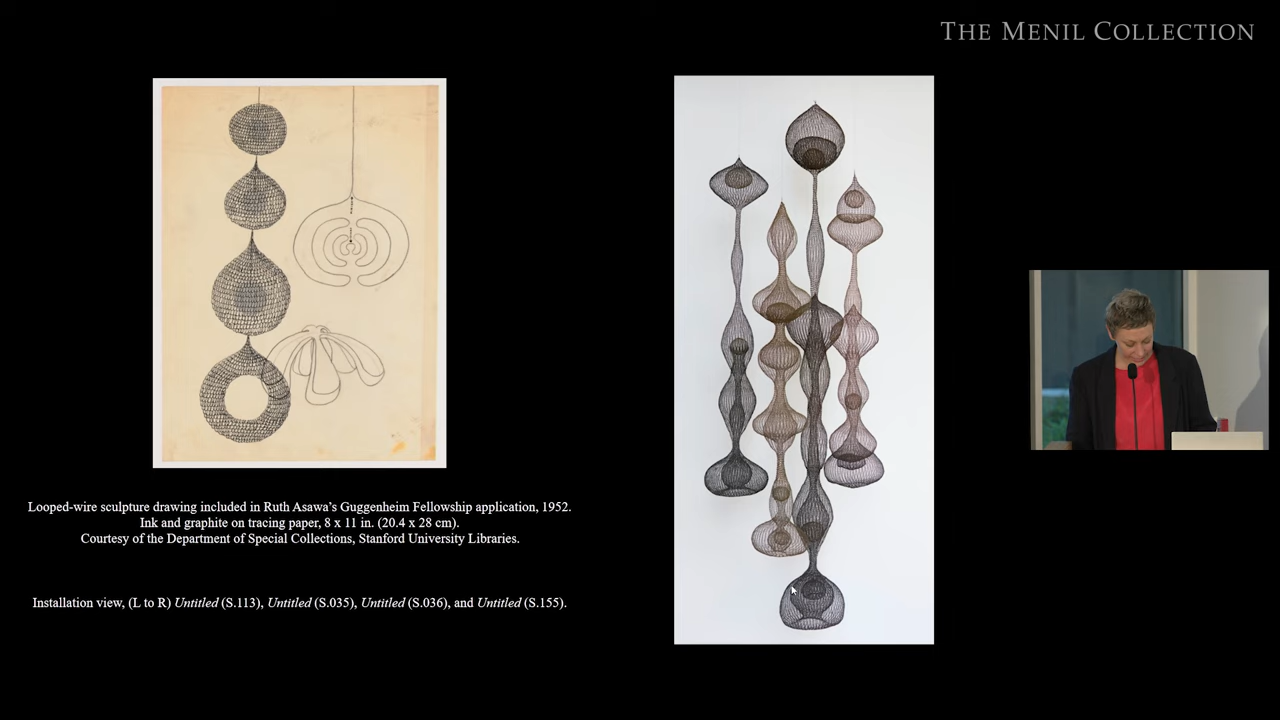 THE MENIL COLLECTION
Looped-wire sculpture drawing included in Ruth Asawa's Guggenheim Fellowship application, 1952.
Ink and graphite on tracing paper, 8 x 11 in. (20.4 x 28 cm).
Courtesy of the Department of Special Collections, Stanford University Libraries.
Installation view, (L to R) Untitled (S.113), Untitled (S.035), Untitled (S.036), and Untitled (S.155).